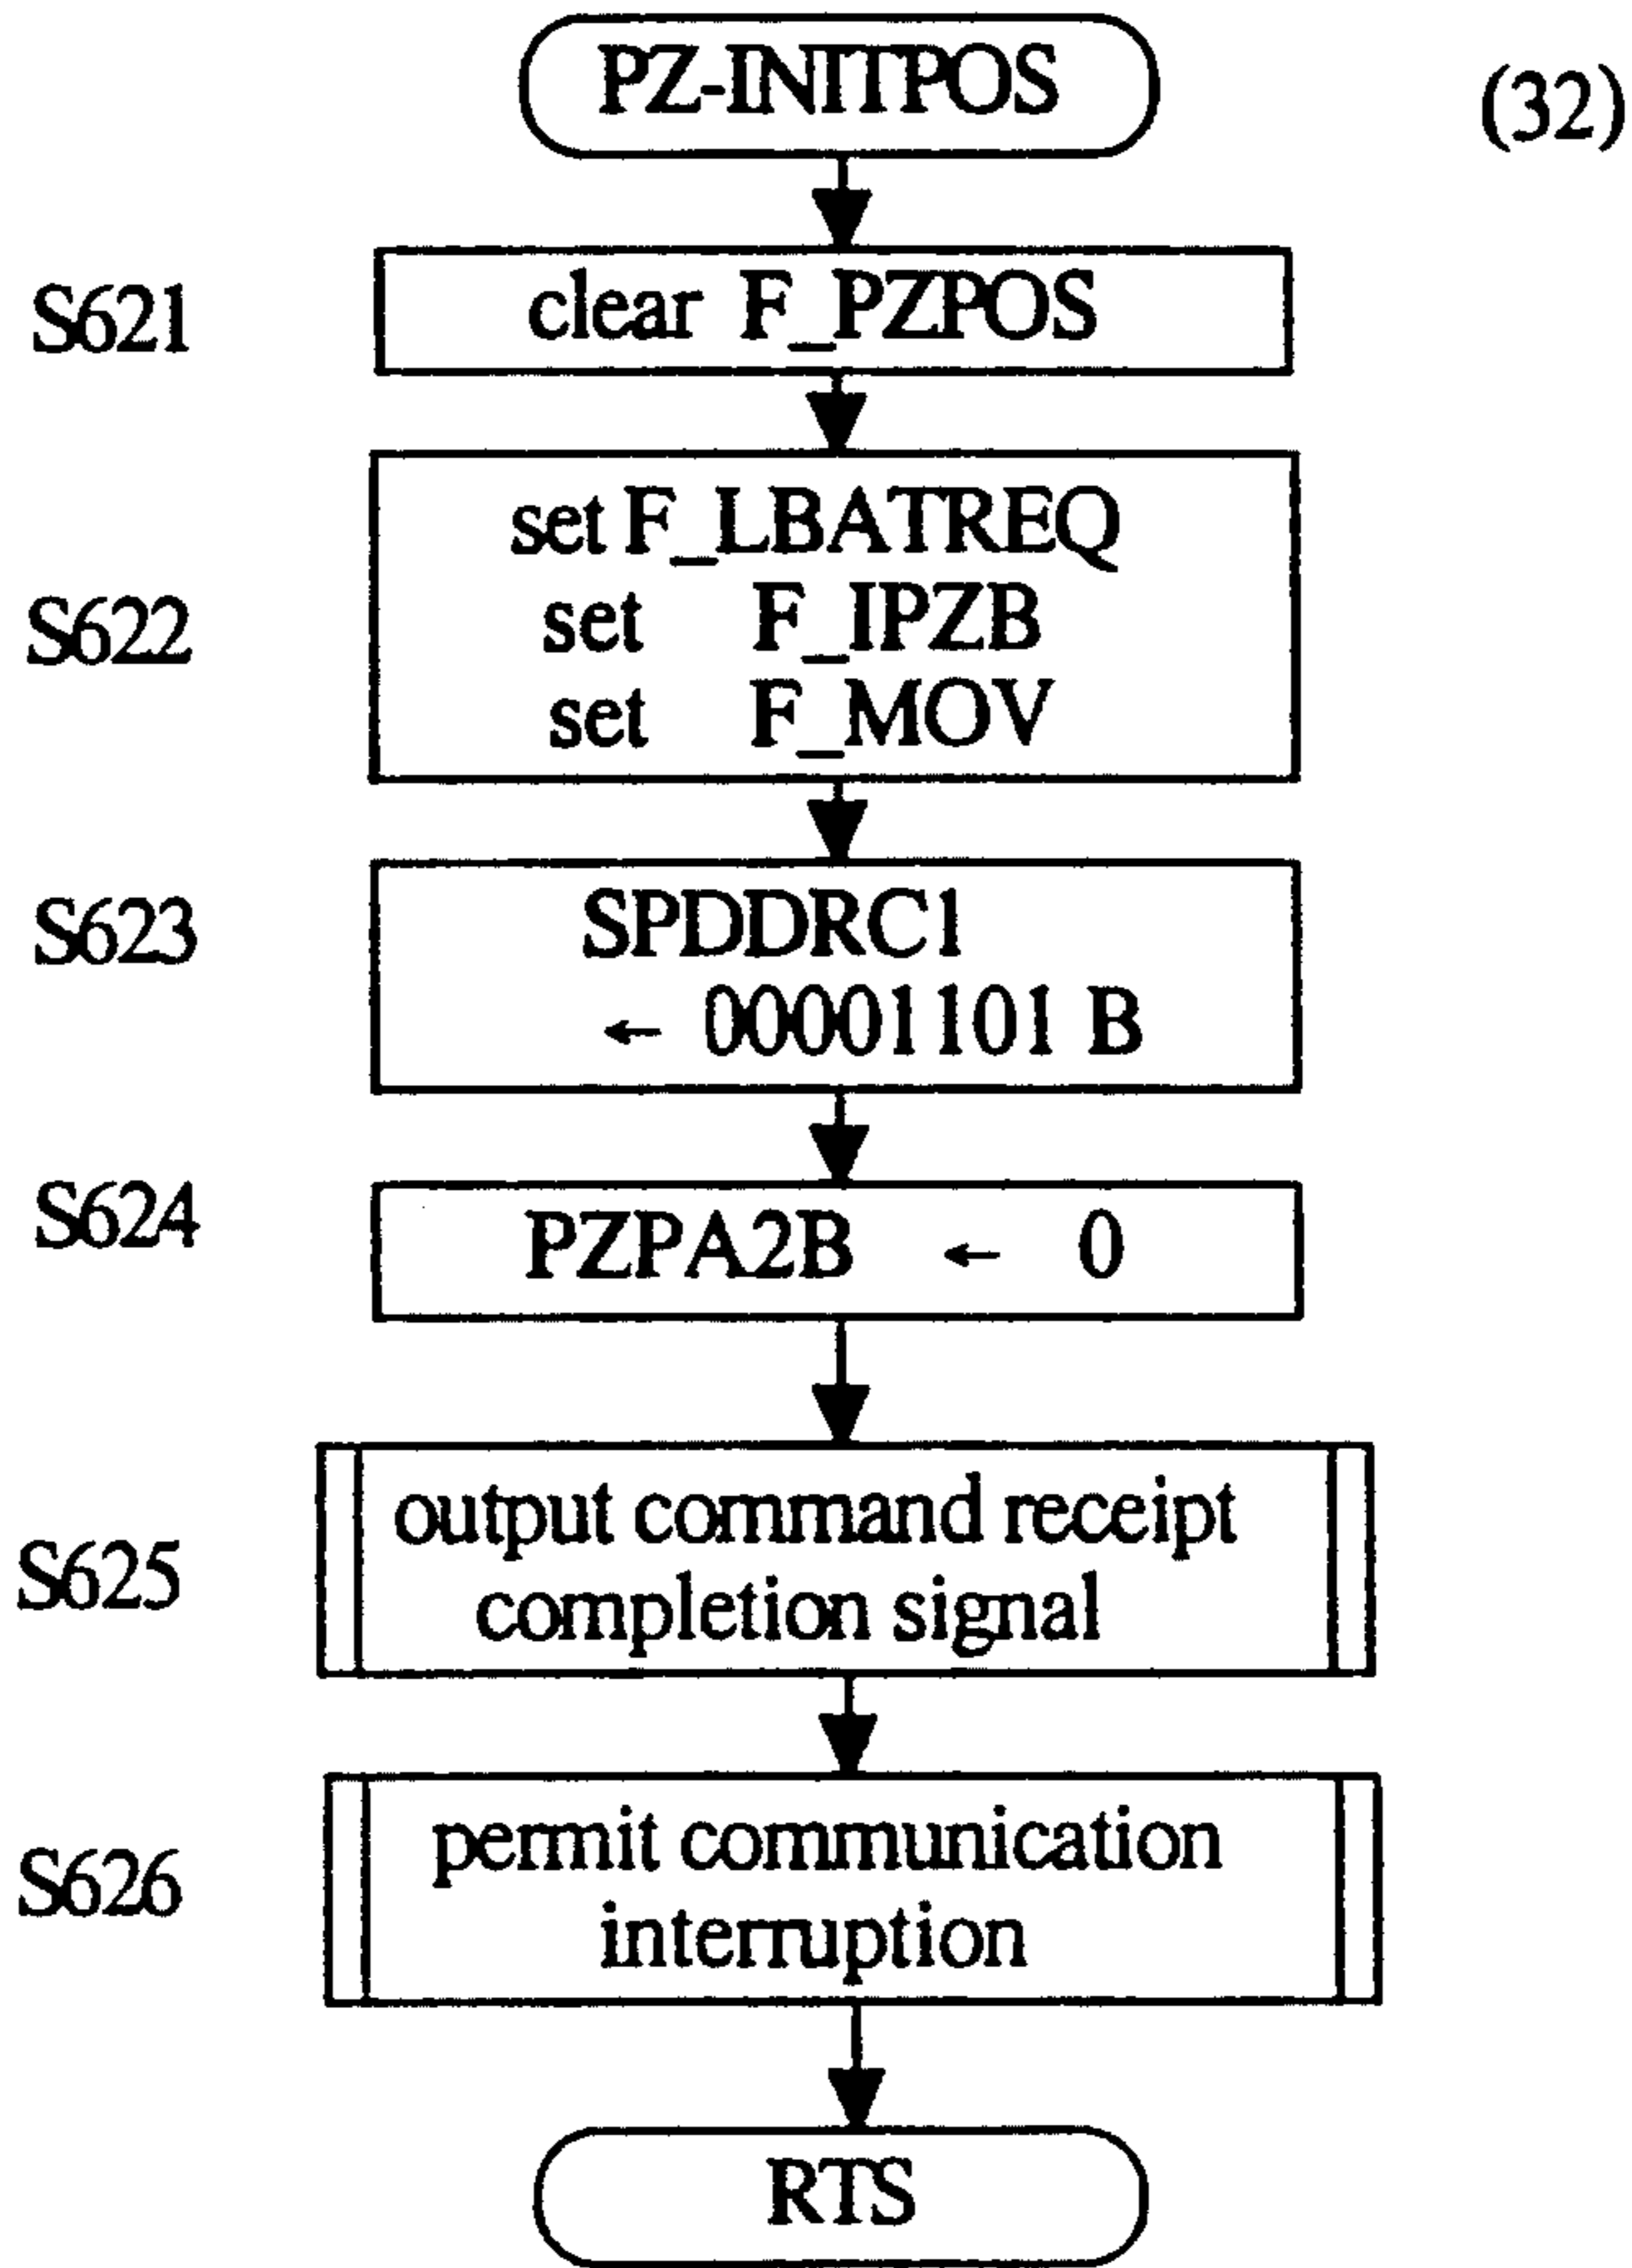 PZ-INITPOS
(32)
S621
clear F_PZPOS
S622
set F_LBATREQ
set F_IPZB
set F_MOV
S623
SPDDRC1
← 00001101 B
S624
PZPA2B ← 0
S625
output command receipt
completion signal
S626
permit communication
interruption
RTS